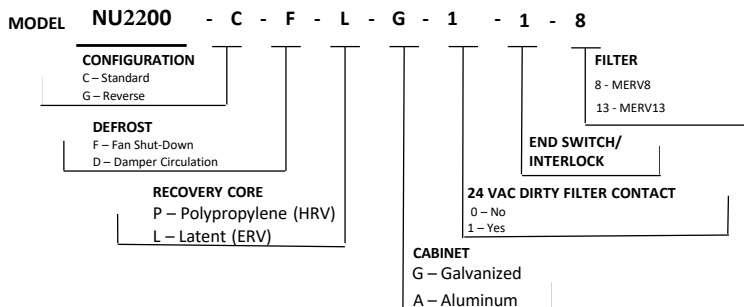 MODEL NU2200 - C - F - L - G - 1 - 1 - 8
CONFIGURATION
C – Standard
G – Reverse
FILTER
8 - MERV8
13 - MERV13
DEFROST
F – Fan Shut-Down
D – Damper Circulation
END SWITCH/
INTERLOCK
RECOVERY CORE
P – Polypropylene (HRV)
L – Latent (ERV)
24 VAC DIRTY FILTER CONTACT
0 – No
1 – Yes
CABINET
G – Galvanized
A – Aluminum